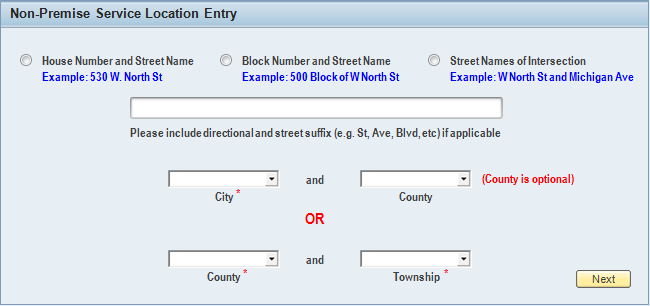 Non-Premise Service Location Entry
House Number and Street Name Block Number and Street Name Street Names of Intersection
Example: 530 W. North St Example: 500 Block of W North St Example: W North St and Michigan Ave
Please include directional and street suffix (e.g. St, Ave, Blvd, etc) if applicable
and (County is optional)
City * County
OR
and
County * Township *
Next